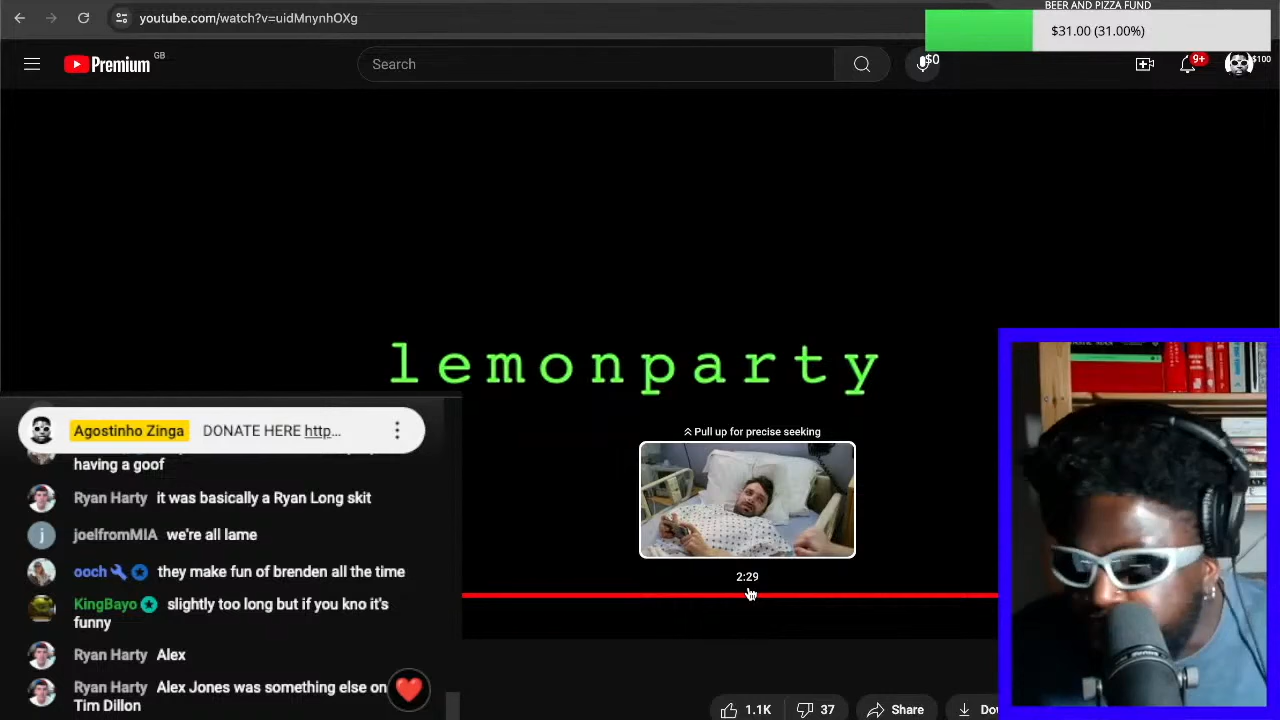 youtube.com/watch?v=uidMnynhOXg
BEER AND PIZZA FUND
$31.00 (31.00%)
$0
$100
Premium
GB
Search
9+
lemonparty
Agostinho Zinga DONATE HERE http...
having a goof
Ryan Harty it was basically a Ryan Long skit
joelfromMIA we're all lame
ooch they make fun of brenden all the time
KingBayo slightly too long but if you kno it's
funny
Ryan Harty Alex
Ryan Harty Alex Jones was something else on
Tim Dillon
Pull up for precise seeking
2:29
1.1K
37
Share
Dow